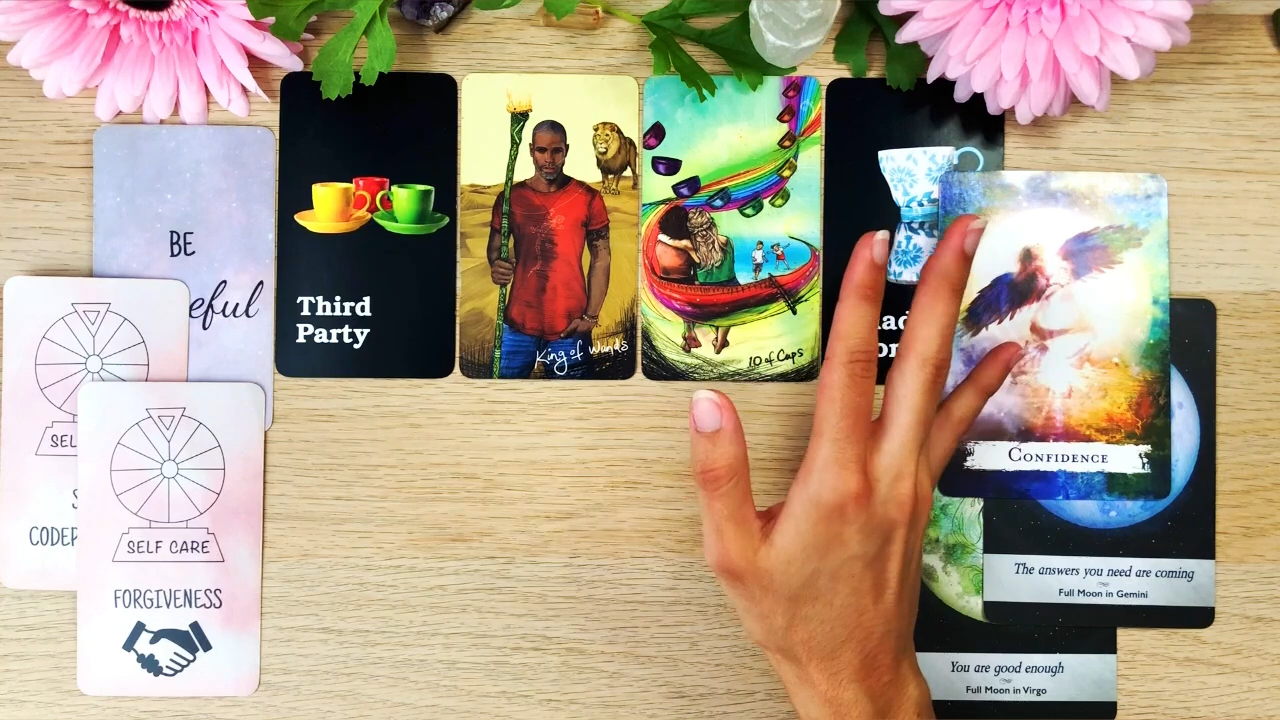 BE
Third
Party
King of Wands
10 of Cups
CONFIDENCE
SELF CARE
FORGIVENESS
The answers you need are coming
Full Moon in Gemini
You are good enough
Full Moon in Virgo